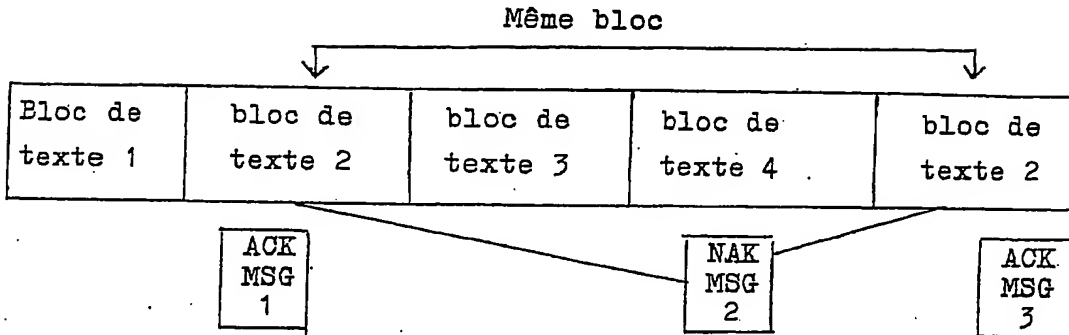 Même bloc
Bloc de
texte 1
bloc de
texte 2
bloc de
texte 3
bloc de
texte 4
bloc de
texte 2
ACK
MSG
1
NAK
MSG
2
ACK
MSG
3